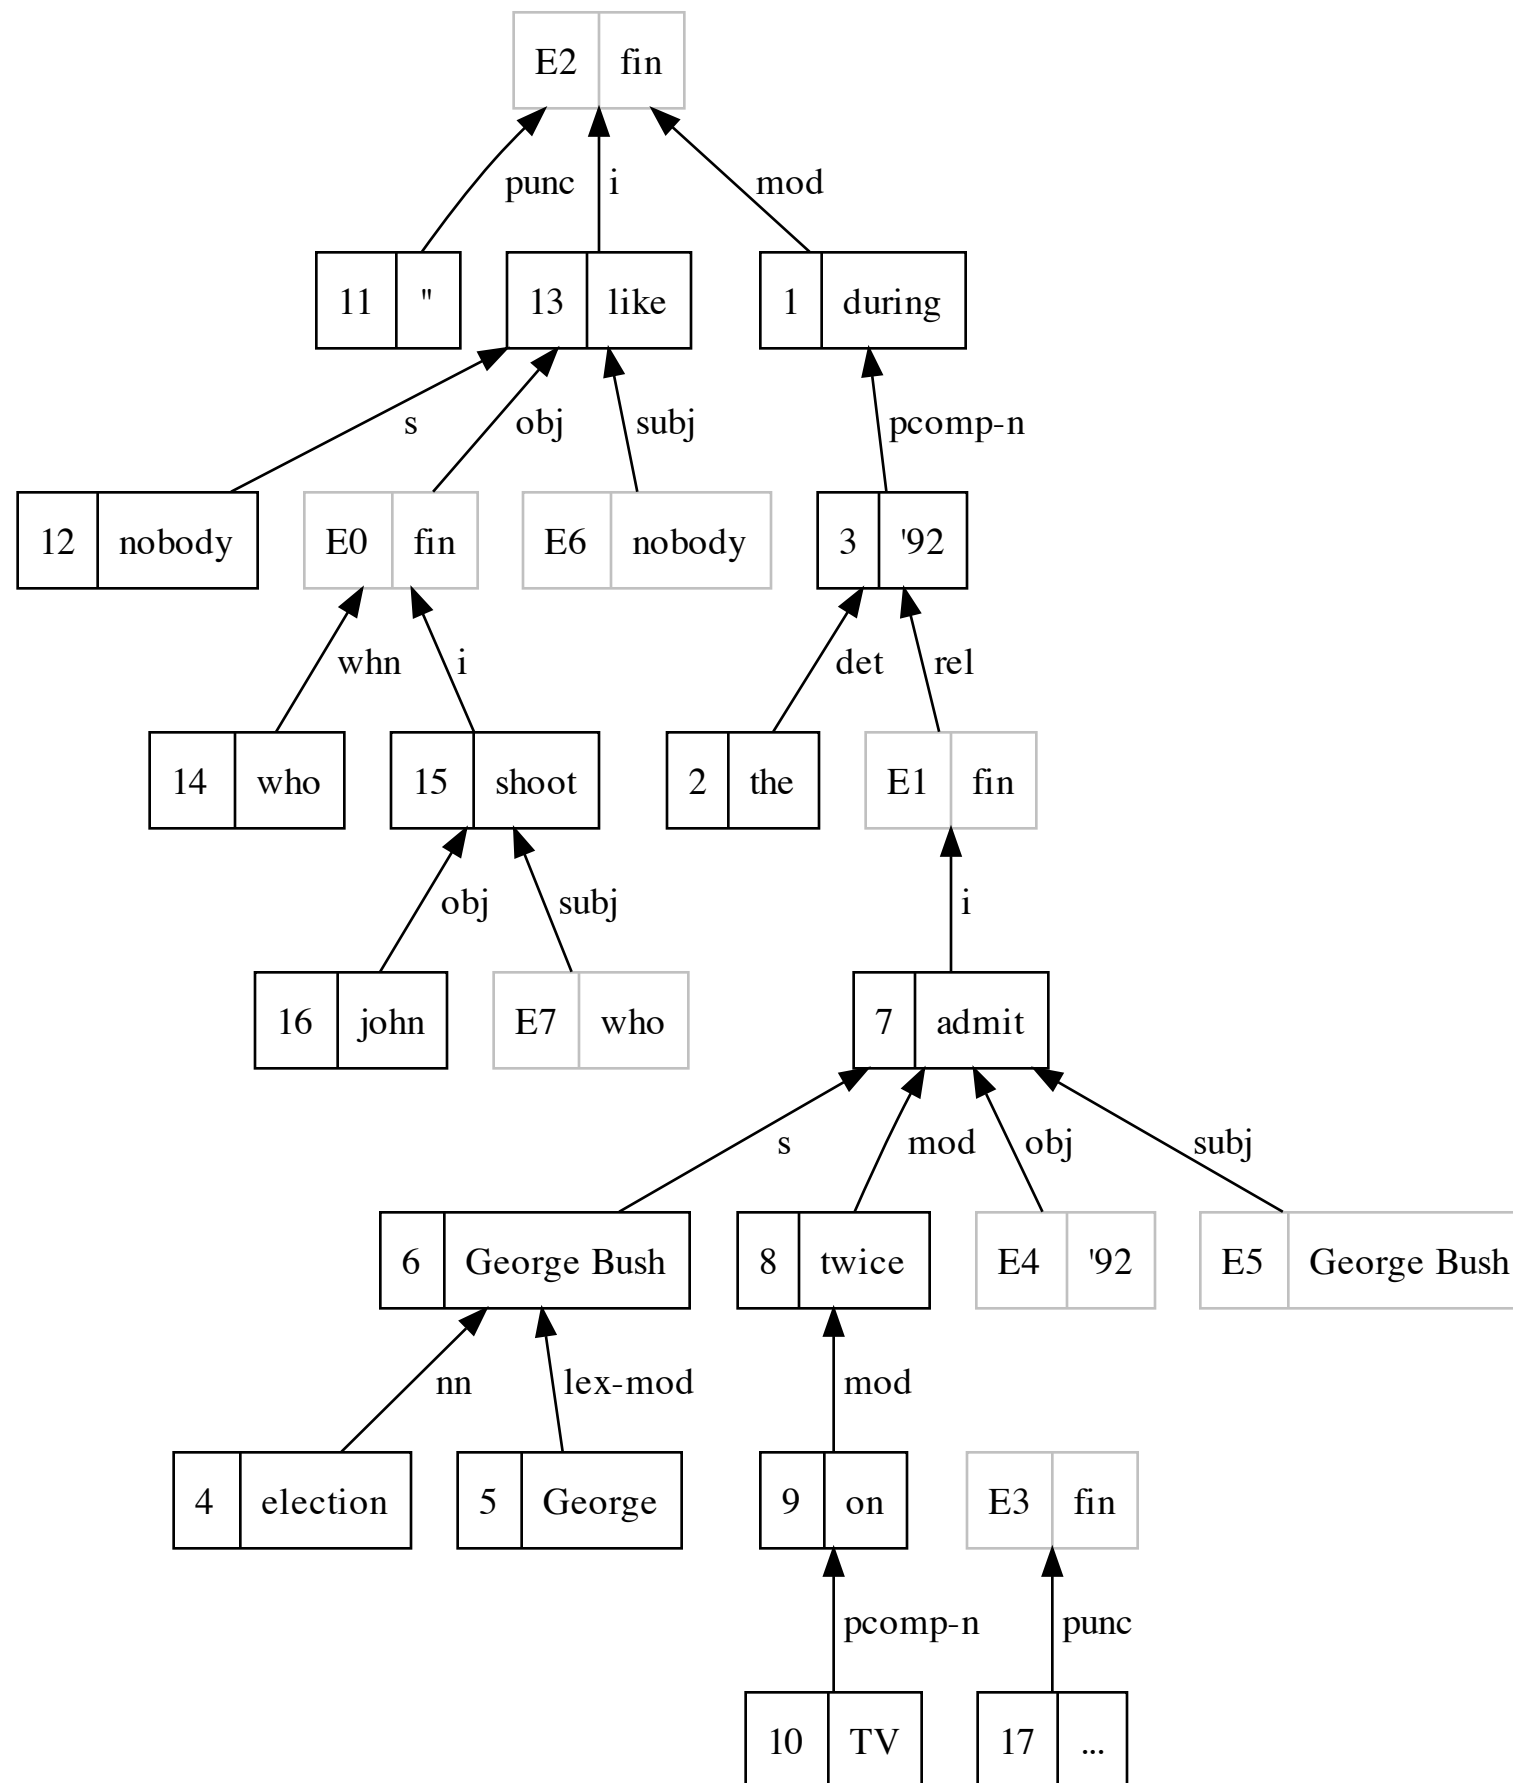 E2 fin
punc i mod
11 " 13 like 1 during
s obj subj pcomp-n
12 nobody E0 fin E6 nobody 3 '92
whn i det rel
14 who 15 shoot 2 the E1 fin
obj subj i
16 john E7 who 7 admit
s mod obj subj
6 George Bush 8 twice E4 '92 E5 George Bush
nn lex-mod mod
4 election 5 George 9 on E3 fin
pcomp-n punc
10 TV 17 ...